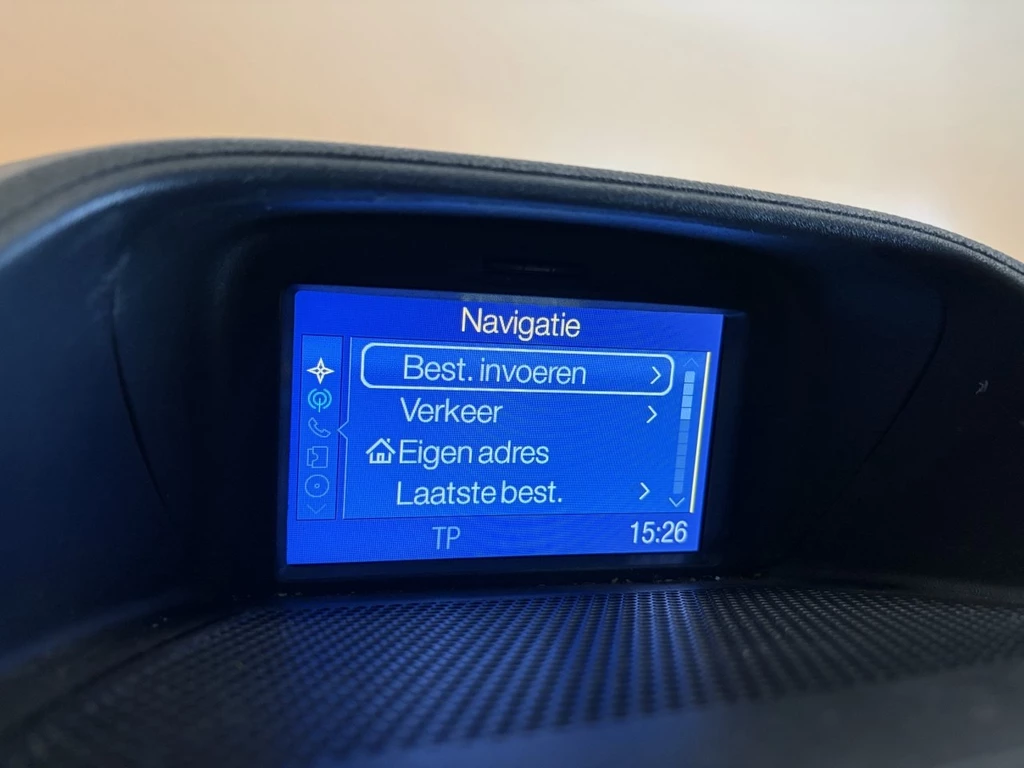 Navigatie
Best. invoeren
Verkeer
Eigen adres
Laatste best.
TP
15:26